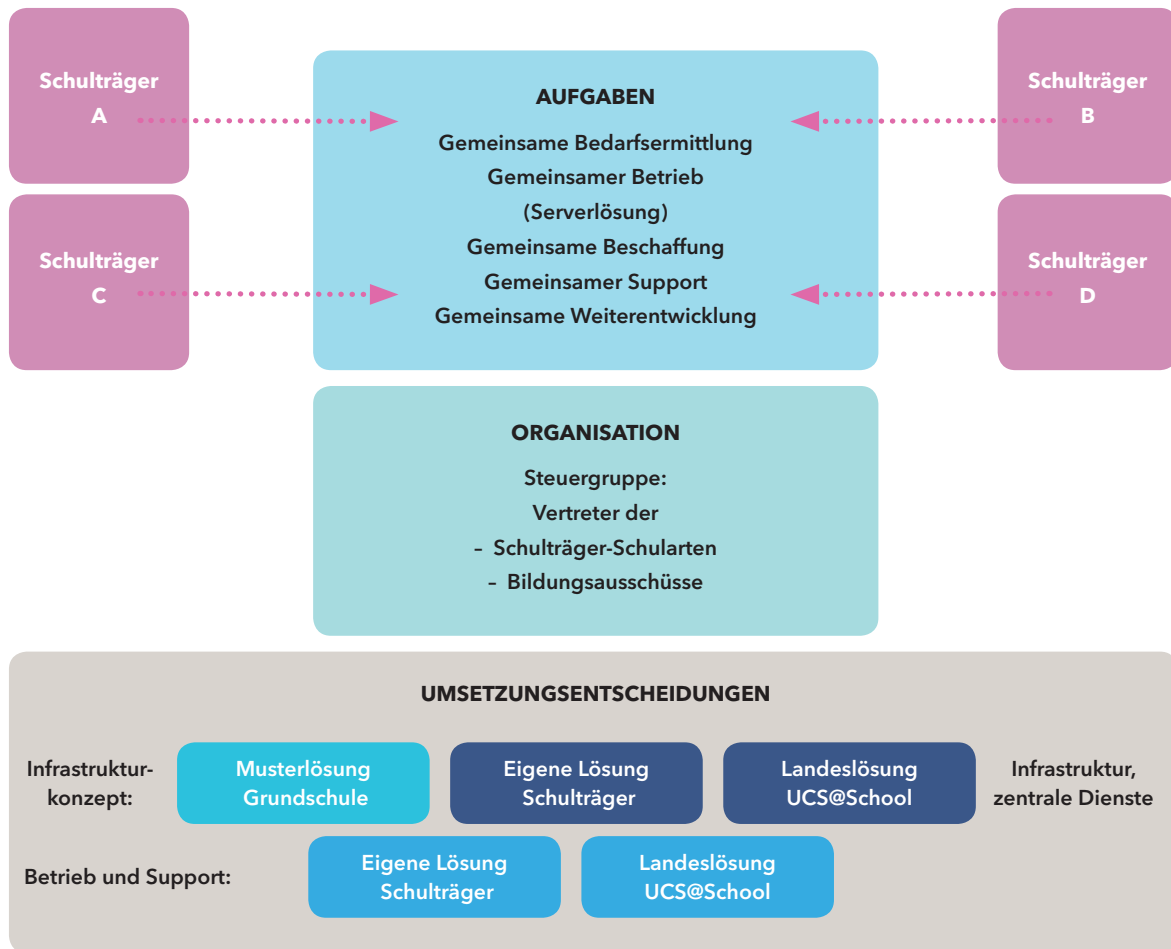 Schulträger
A
Schulträger
B
AUFGABEN
Gemeinsame Bedarfsermittlung
Gemeinsamer Betrieb
(Serverlösung)
Gemeinsame Beschaffung
Gemeinsamer Support
Gemeinsame Weiterentwicklung
Schulträger
C
Schulträger
D
ORGANISATION
Steuergruppe:
Vertreter der
– Schulträger-Schularten
– Bildungsausschüsse
UMSETZUNGSENTSCHEIDUNGEN
Infrastruktur-
konzept:
Musterlösung
Grundschule
Eigene Lösung
Schulträger
Landeslösung
UCS@School
Infrastruktur,
zentrale Dienste
Betrieb und Support:
Eigene Lösung
Schulträger
Landeslösung
UCS@School